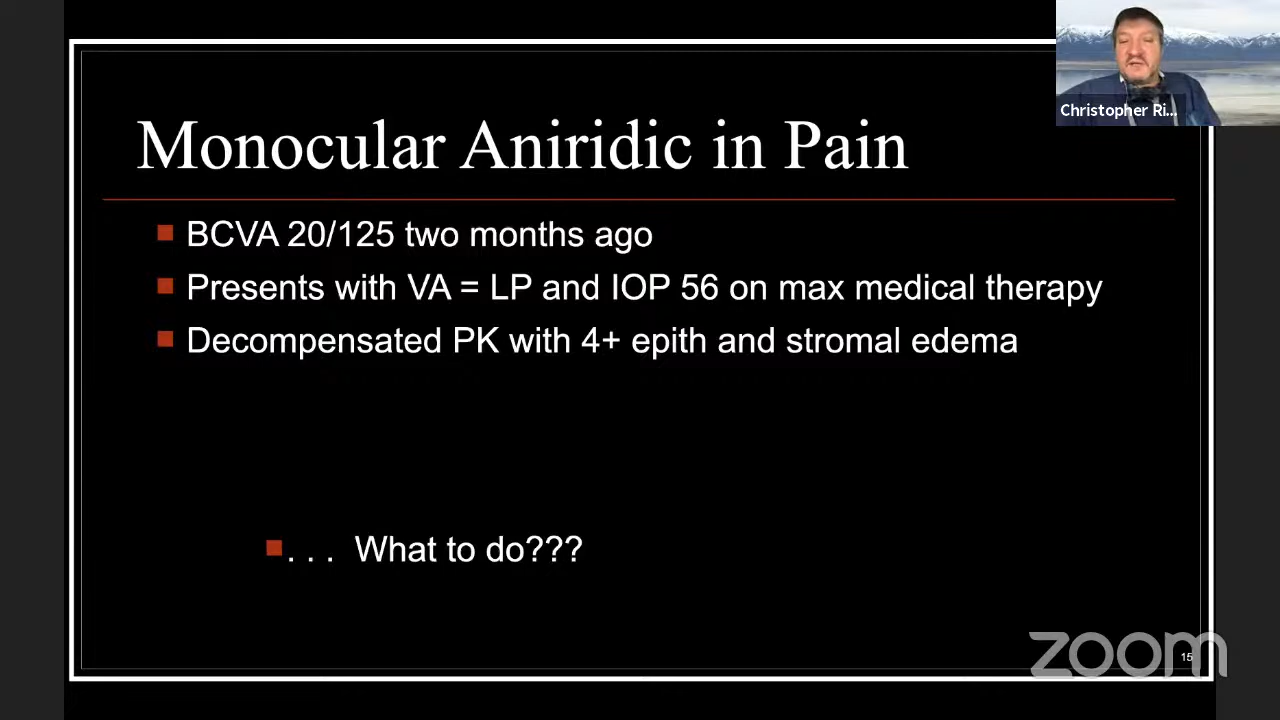 Christopher Ri...
Monocular Aniridic in Pain
BCVA 20/125 two months ago
Presents with VA = LP and IOP 56 on max medical therapy
Decompensated PK with 4+ epith and stromal edema
. . . What to do???
zoom
15